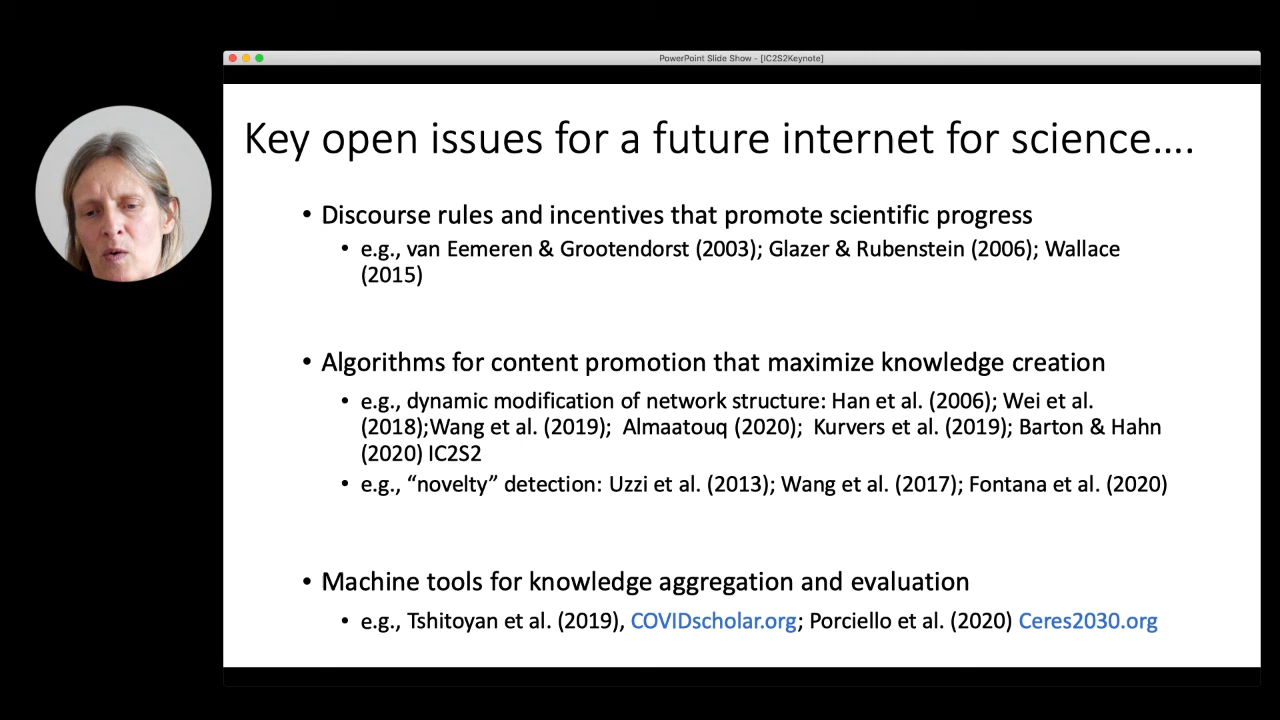 PowerPoint Slide Show - [IC2S2Keynote]
Key open issues for a future internet for science….
• Discourse rules and incentives that promote scientific progress
• e.g., van Eemeren & Grootendorst (2003); Glazer & Rubenstein (2006); Wallace
(2015)
• Algorithms for content promotion that maximize knowledge creation
• e.g., dynamic modification of network structure: Han et al. (2006); Wei et al.
(2018);Wang et al. (2019); Almaatouq (2020); Kurvers et al. (2019); Barton & Hahn
(2020) IC2S2
• e.g., “novelty” detection: Uzzi et al. (2013); Wang et al. (2017); Fontana et al. (2020)
• Machine tools for knowledge aggregation and evaluation
• e.g., Tshitoyan et al. (2019), COVIDscholar.org; Porciello et al. (2020) Ceres2030.org